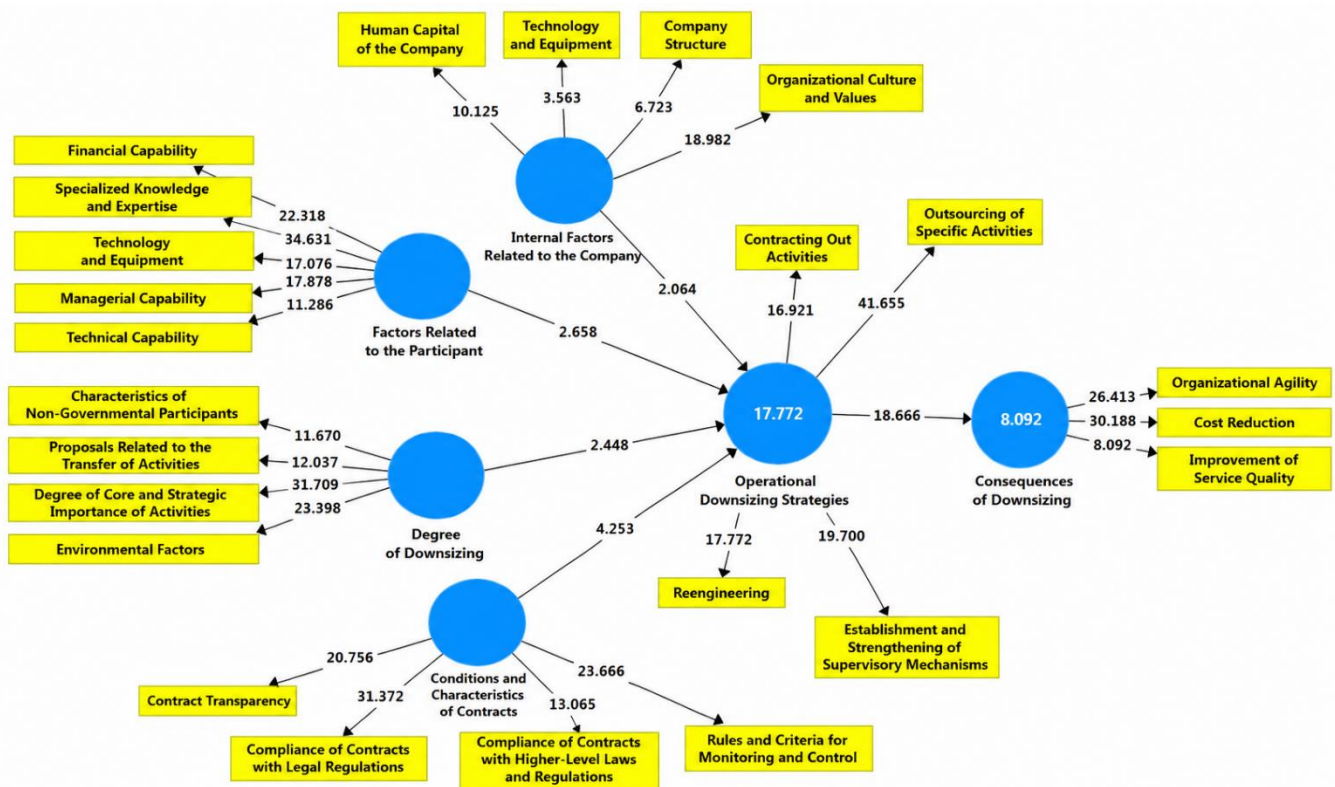 Human Capital
of the Company
Technology
and Equipment
Company
Structure
Organizational Culture
and Values
10.125
3.563
6.723
18.982
Internal Factors
Related to the Company
Financial Capability
Specialized Knowledge
and Expertise
Technology
and Equipment
Managerial Capability
Technical Capability
22.318
34.631
17.076
17.878
11.286
Factors Related
to the Participant
2.064
2.658
Contracting Out
Activities
Outsourcing of
Specific Activities
16.921
41.655
Characteristics of
Non-Governmental Participants
Proposals Related to the
Transfer of Activities
Degree of Core and Strategic
Importance of Activities
Environmental Factors
11.670
12.037
31.709
23.398
Degree
of Downsizing
2.448
17.772
Operational
Downsizing Strategies
18.666
8.092
Consequences
of Downsizing
26.413
30.188
8.092
Organizational Agility
Cost Reduction
Improvement of
Service Quality
4.253
17.772
19.700
Reengineering
Establishment and
Strengthening of
Supervisory Mechanisms
Conditions and
Characteristics
of Contracts
20.756
31.372
13.065
23.666
Contract Transparency
Compliance of Contracts
with Legal Regulations
Compliance of Contracts
with Higher-Level Laws
and Regulations
Rules and Criteria for
Monitoring and Control